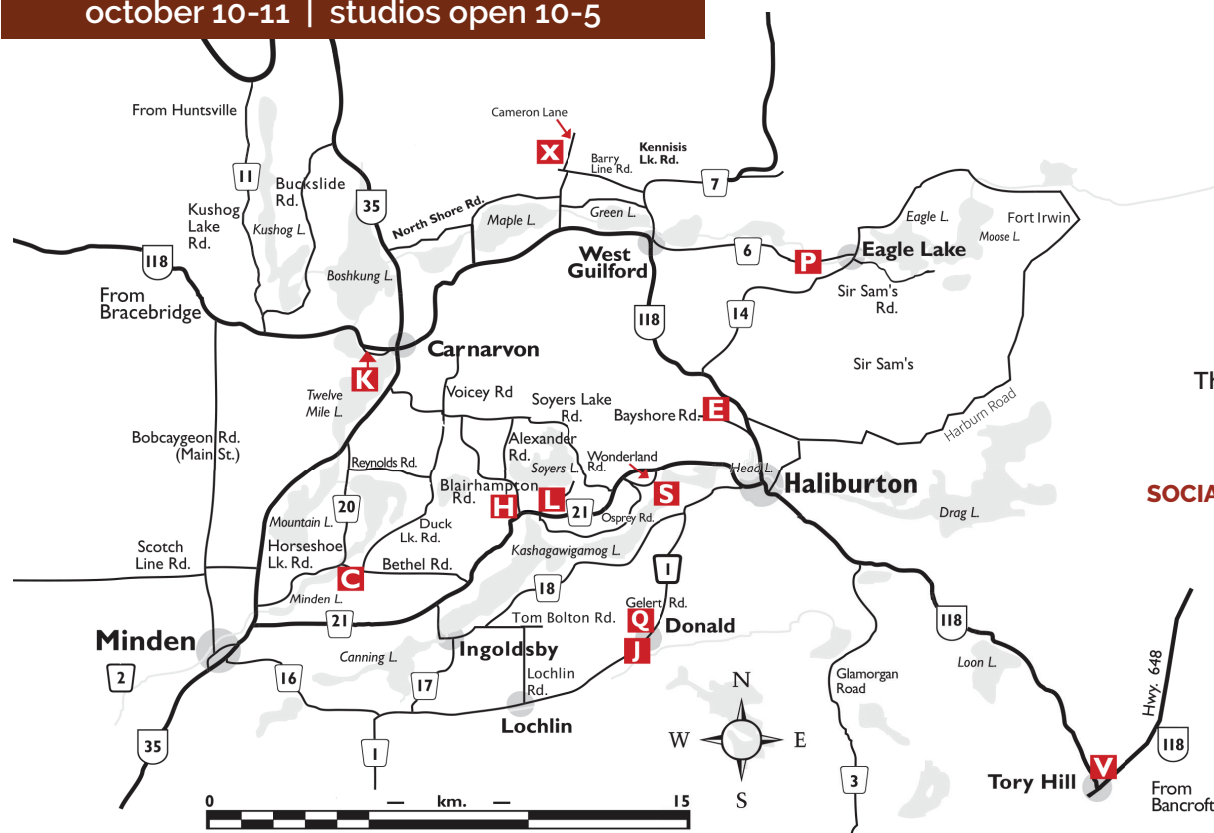 october 10-11 | studios open 10-5
From Huntsville
Cameron Lane
X
Barry
Line Rd.
Kennisis
Lk. Rd.
7
11
Buckslide
Rd.
35
Kushog
Lake
Rd.
Kushog L.
North Shore Rd.
Maple L.
Green L.
Eagle L.
Fort Irwin
Moose L.
118
West
Guilford
6
P
Eagle Lake
Boshkung L.
From
Bracebridge
Sir Sam's
Rd.
118
14
Carnarvon
Sir Sam's
K
Th
Twelve
Mile L.
Voicey Rd
Soyers Lake
Rd.
Bayshore Rd.
E
Harburn Road
Bobcaygeon Rd.
(Main St.)
Alexander
Rd.
Wonderland
Rd.
Reynolds Rd.
Soyers L.
Head L.
Haliburton
Blairhampton
Rd.
H
L
S
SOCIA
20
21
Osprey Rd.
Drag L.
Mountain L.
Duck
Lk. Rd.
Scotch
Line Rd.
Horseshoe
Lk. Rd.
Kashagawigamog L.
C
Bethel Rd.
1
18
Minden L.
Gelert Rd.
21
Tom Bolton Rd.
Q
Donald
118
Minden
J
Ingoldsby
Canning L.
Loon L.
2
16
17
Lochlin
Rd.
Glamorgan
Road
Hwy. 648
N
Lochlin
35
1
W
E
118
V
Tory Hill
3
From
Bancroft
S
0 — km. — 15